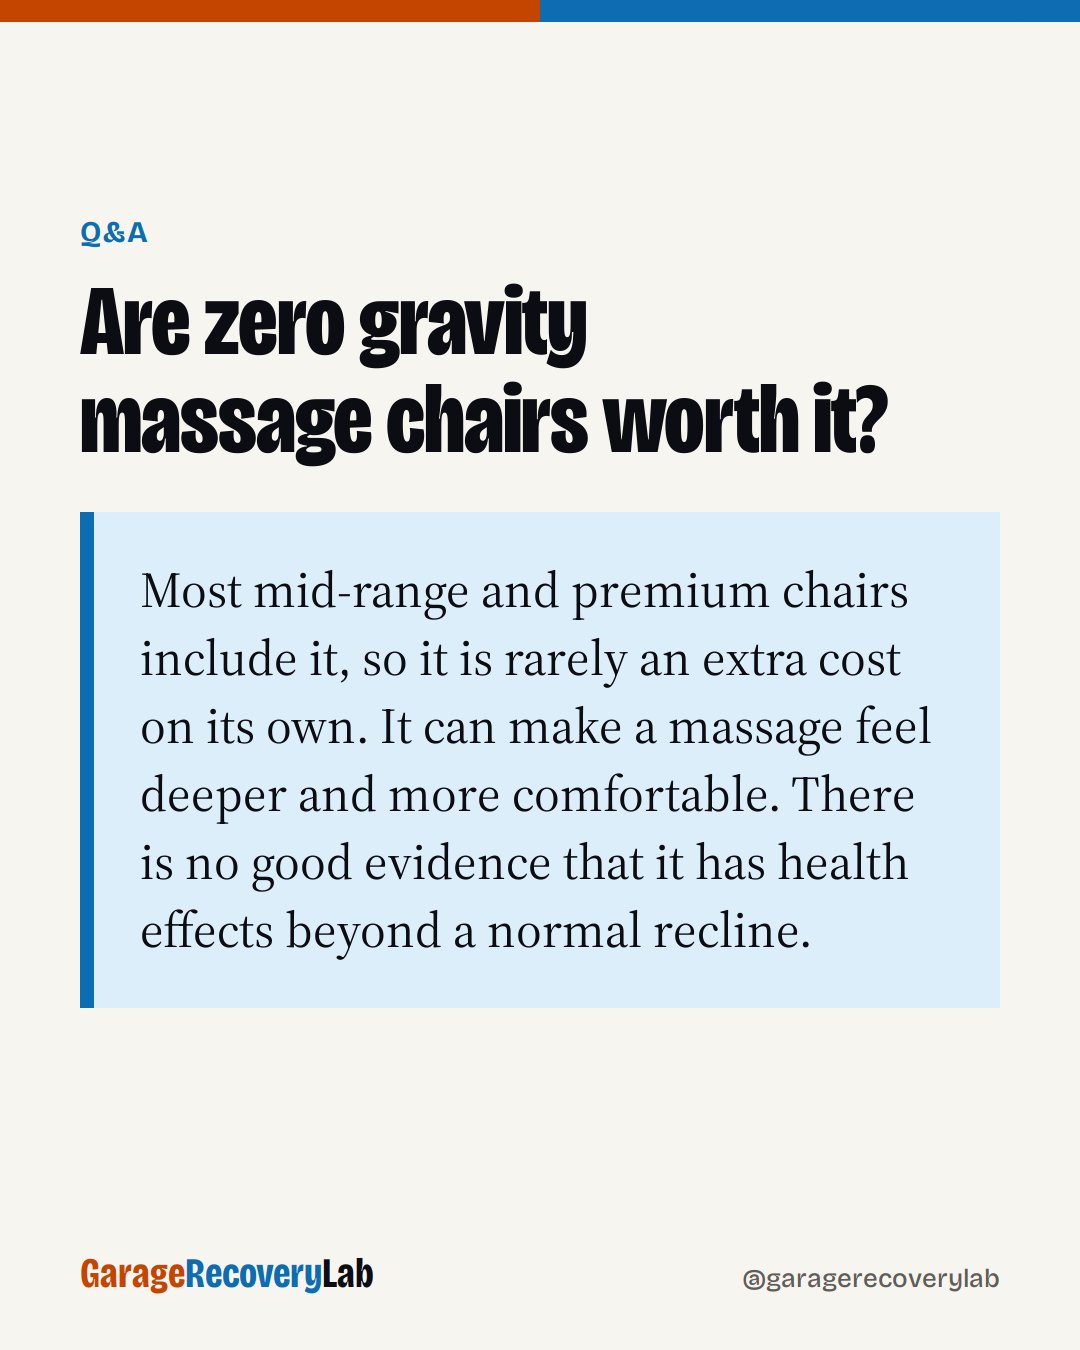 Q&A
Are zero gravity
massage chairs worth it?
Most mid-range and premium chairs
include it, so it is rarely an extra cost
on its own. It can make a massage feel
deeper and more comfortable. There
is no good evidence that it has health
effects beyond a normal recline.
GarageRecoveryLab
@garagerecoverylab